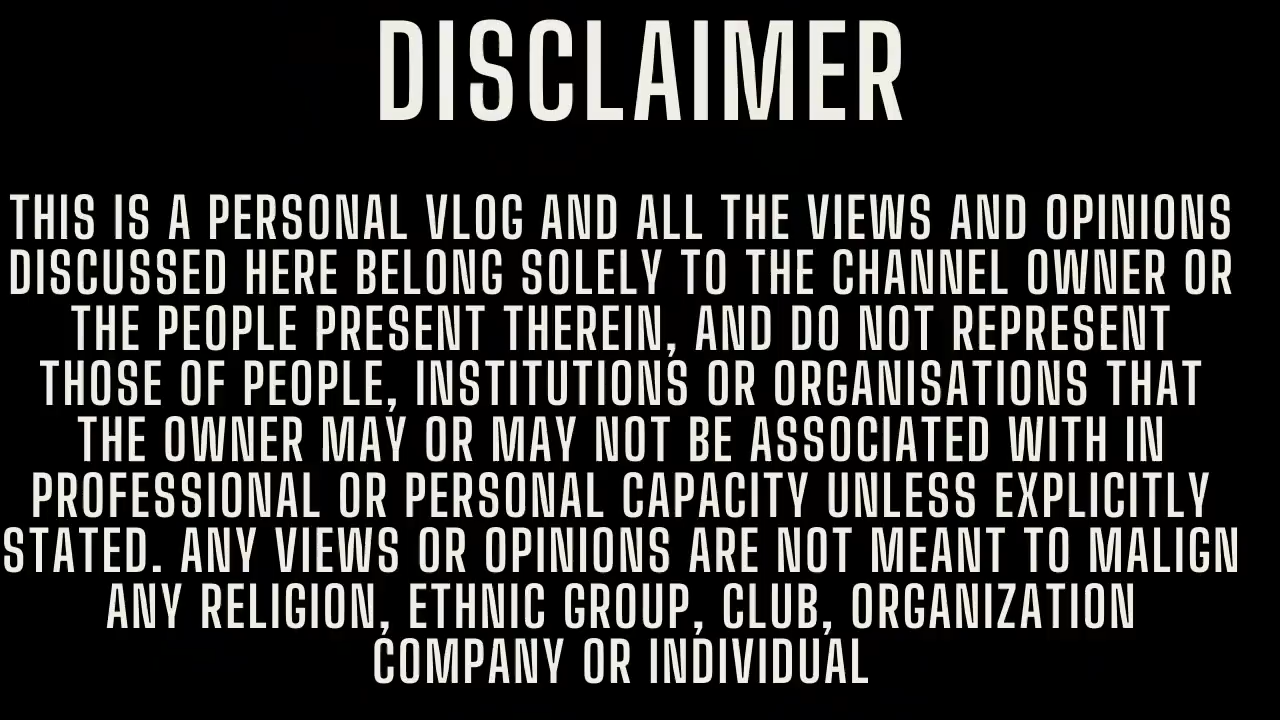 DISCLAIMER
THIS IS A PERSONAL VLOG AND ALL THE VIEWS AND OPINIONS
DISCUSSED HERE BELONG SOLELY TO THE CHANNEL OWNER OR
THE PEOPLE PRESENT THEREIN, AND DO NOT REPRESENT
THOSE OF PEOPLE, INSTITUTIONS OR ORGANISATIONS THAT
THE OWNER MAY OR MAY NOT BE ASSOCIATED WITH IN
PROFESSIONAL OR PERSONAL CAPACITY UNLESS EXPLICITLY
STATED. ANY VIEWS OR OPINIONS ARE NOT MEANT TO MALIGN
ANY RELIGION, ETHNIC GROUP, CLUB, ORGANIZATION
COMPANY OR INDIVIDUAL